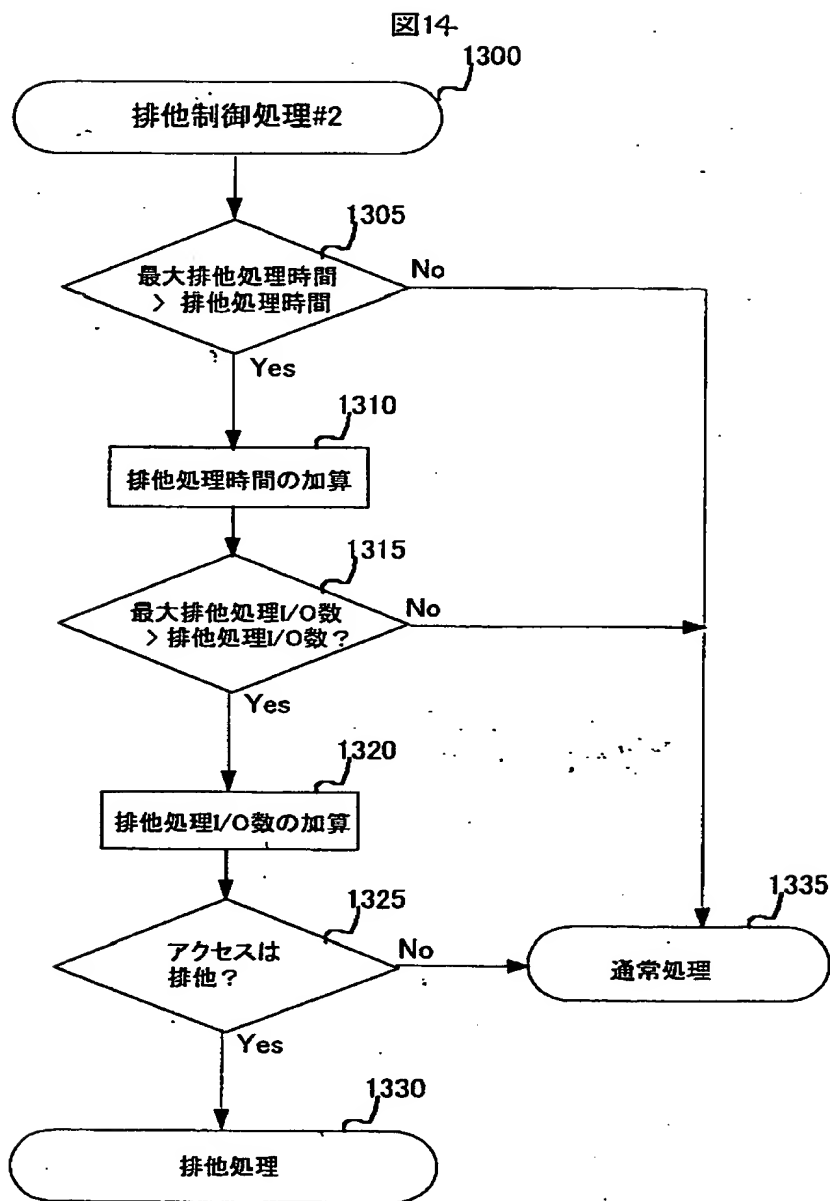 図14
1300
排他制御処理#2
1305
最大排他処理時間
> 排他処理時間
No
Yes
1310
排他処理時間の加算
1315
最大排他処理I/O数
> 排他処理I/O数?
No
Yes
1320
排他処理I/O数の加算
1325
アクセスは
排他?
No
Yes
1335
通常処理
1330
排他処理